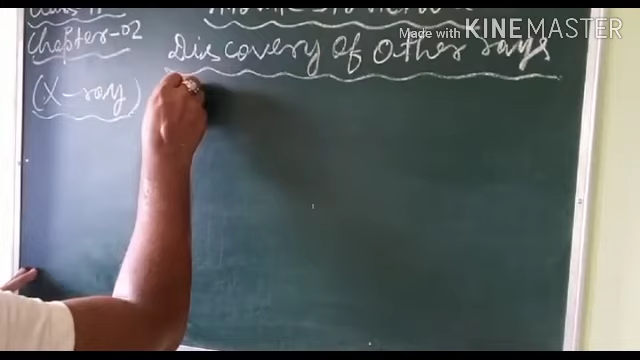 Made with KINEMASTER
Chapter-02
Discovery of Other rays
(X-ray)